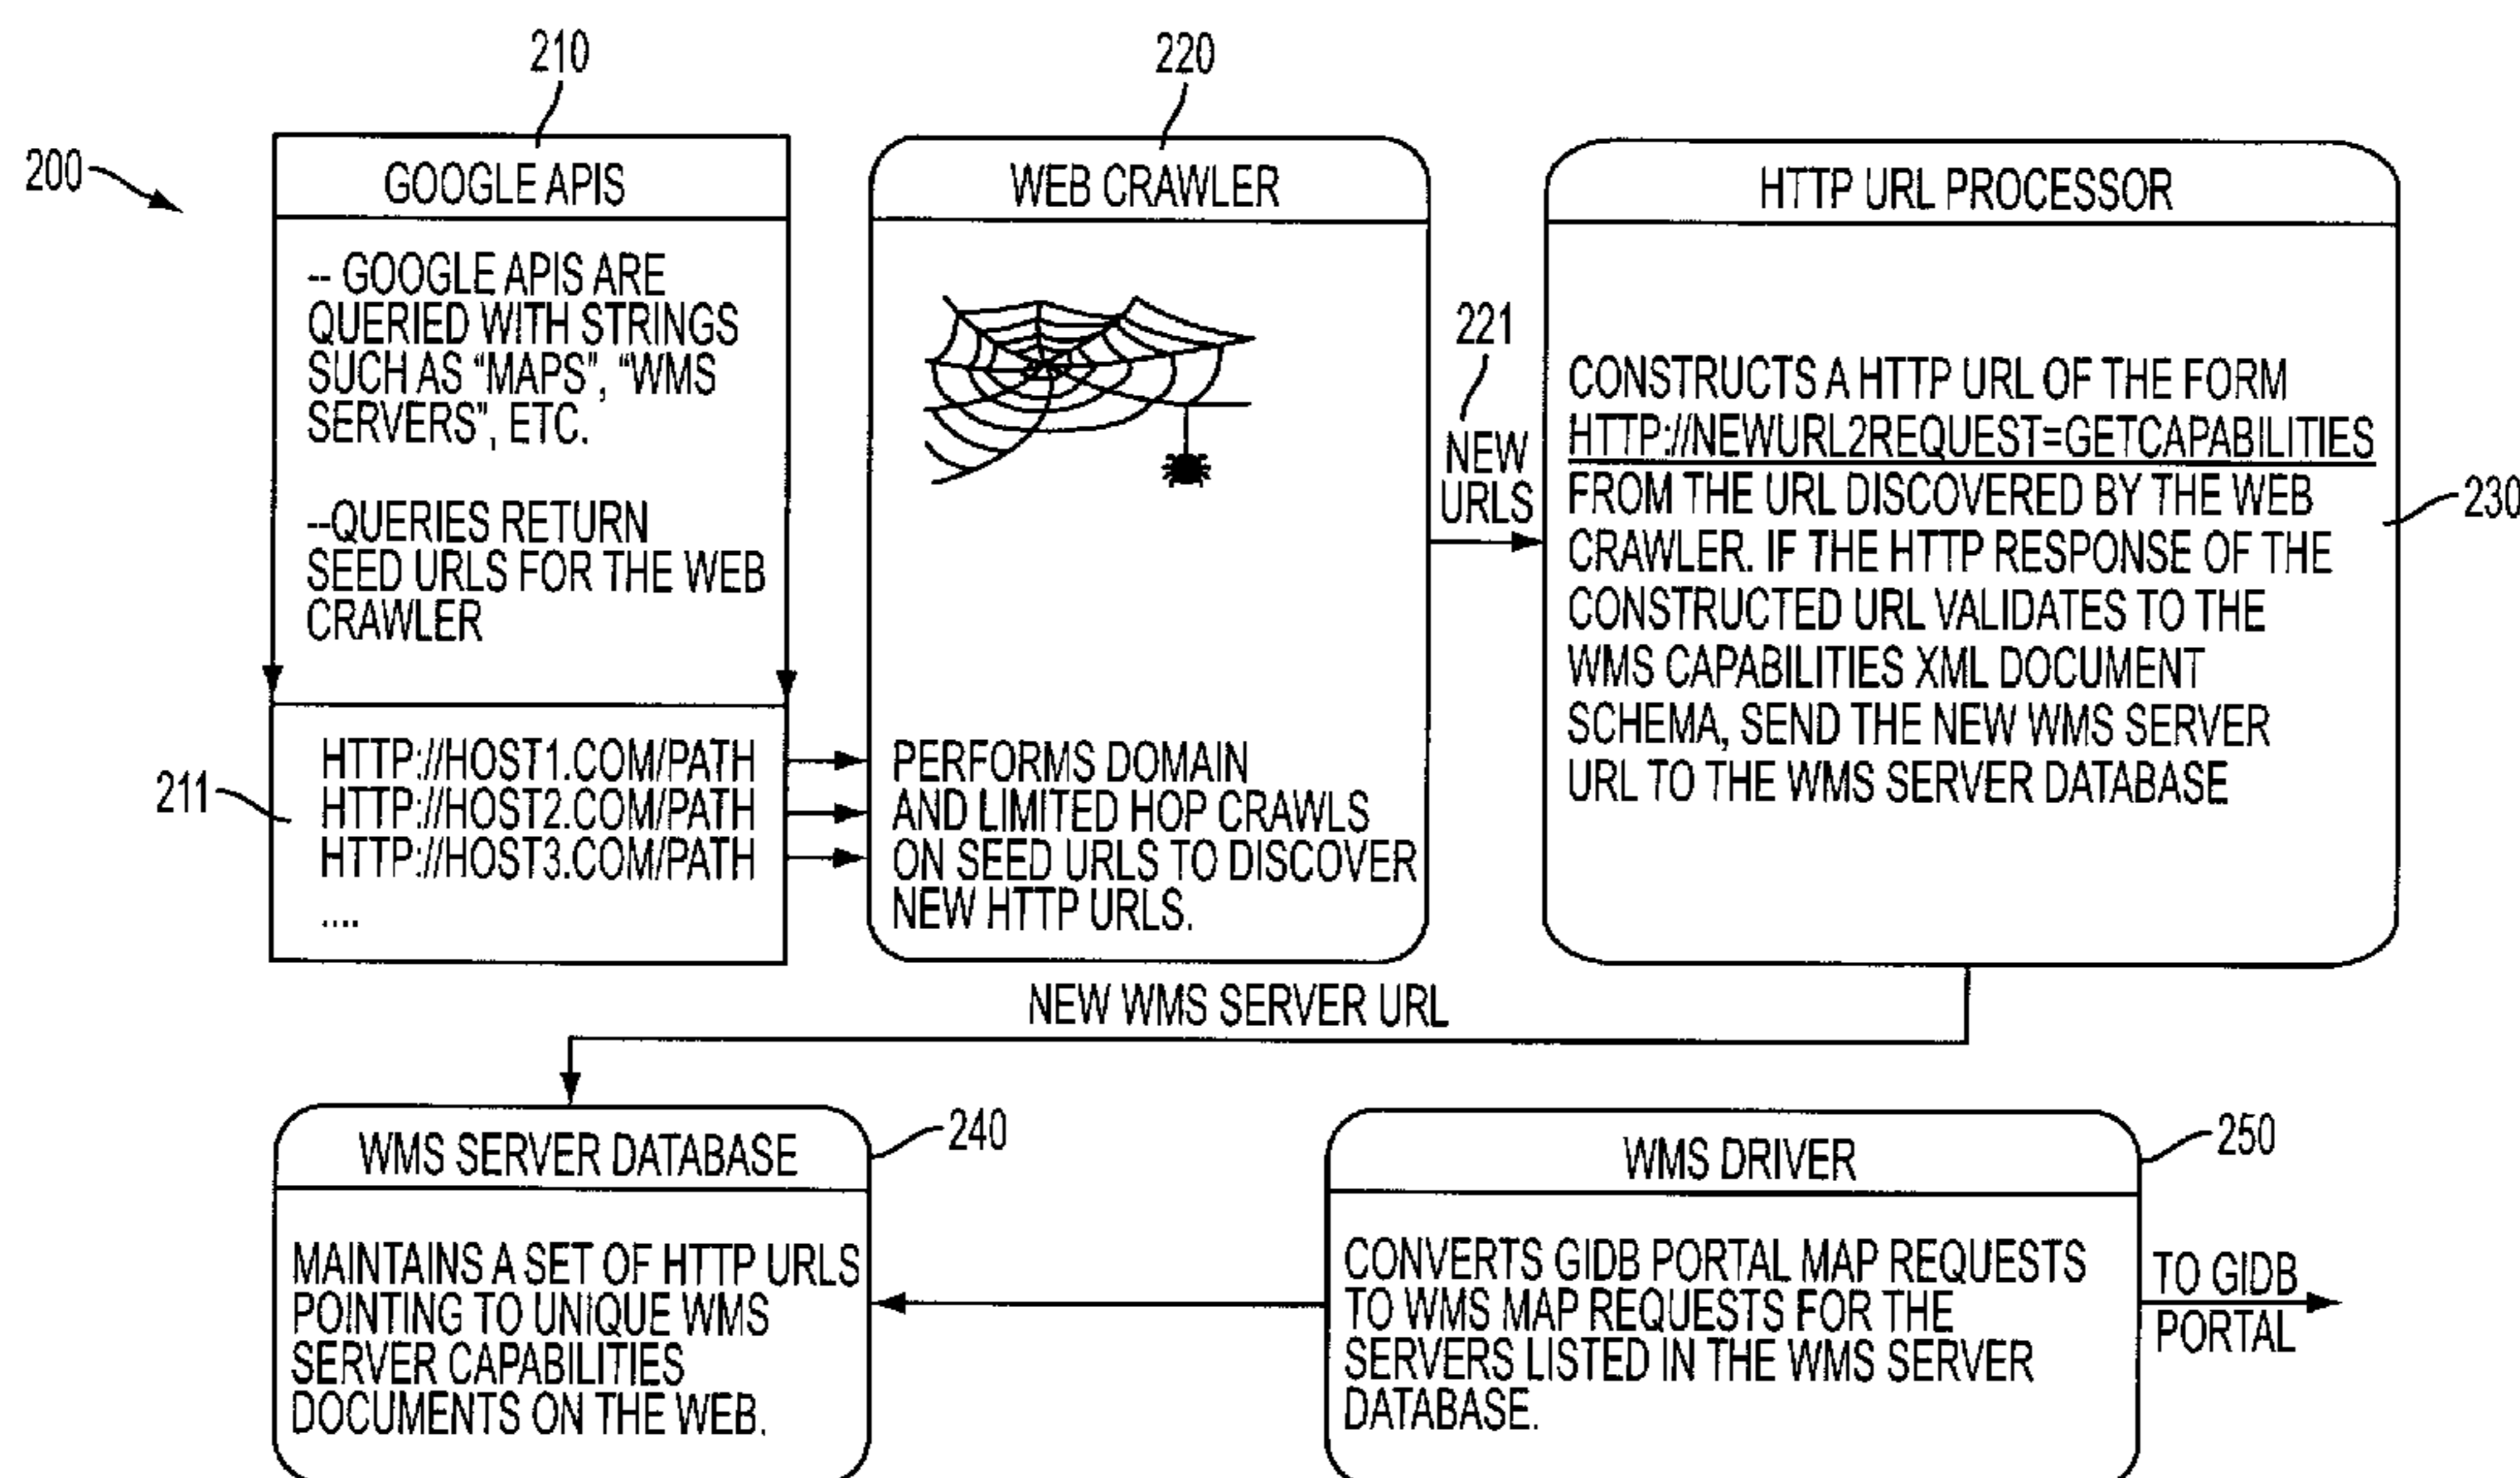 200
210
GOOGLE APIS
-- GOOGLE APIS ARE
QUERIED WITH STRINGS
SUCH AS “MAPS”, “WMS
SERVERS”, ETC.
--QUERIES RETURN
SEED URLS FOR THE WEB
CRAWLER
211
HTTP://HOST1.COM/PATH
HTTP://HOST2.COM/PATH
HTTP://HOST3.COM/PATH
....
220
WEB CRAWLER
PERFORMS DOMAIN
AND LIMITED HOP CRAWLS
ON SEED URLS TO DISCOVER
NEW HTTP URLS.
221
NEW
URLS
HTTP URL PROCESSOR
CONSTRUCTS A HTTP URL OF THE FORM
HTTP://NEWURL2REQUEST=GETCAPABILITIES
FROM THE URL DISCOVERED BY THE WEB
CRAWLER. IF THE HTTP RESPONSE OF THE
CONSTRUCTED URL VALIDATES TO THE
WMS CAPABILITIES XML DOCUMENT
SCHEMA, SEND THE NEW WMS SERVER
URL TO THE WMS SERVER DATABASE
230
NEW WMS SERVER URL
WMS SERVER DATABASE
240
MAINTAINS A SET OF HTTP URLS
POINTING TO UNIQUE WMS
SERVER CAPABILITIES
DOCUMENTS ON THE WEB.
WMS DRIVER
250
CONVERTS GIDB PORTAL MAP REQUESTS
TO WMS MAP REQUESTS FOR THE
SERVERS LISTED IN THE WMS SERVER
DATABASE.
TO GIDB
PORTAL